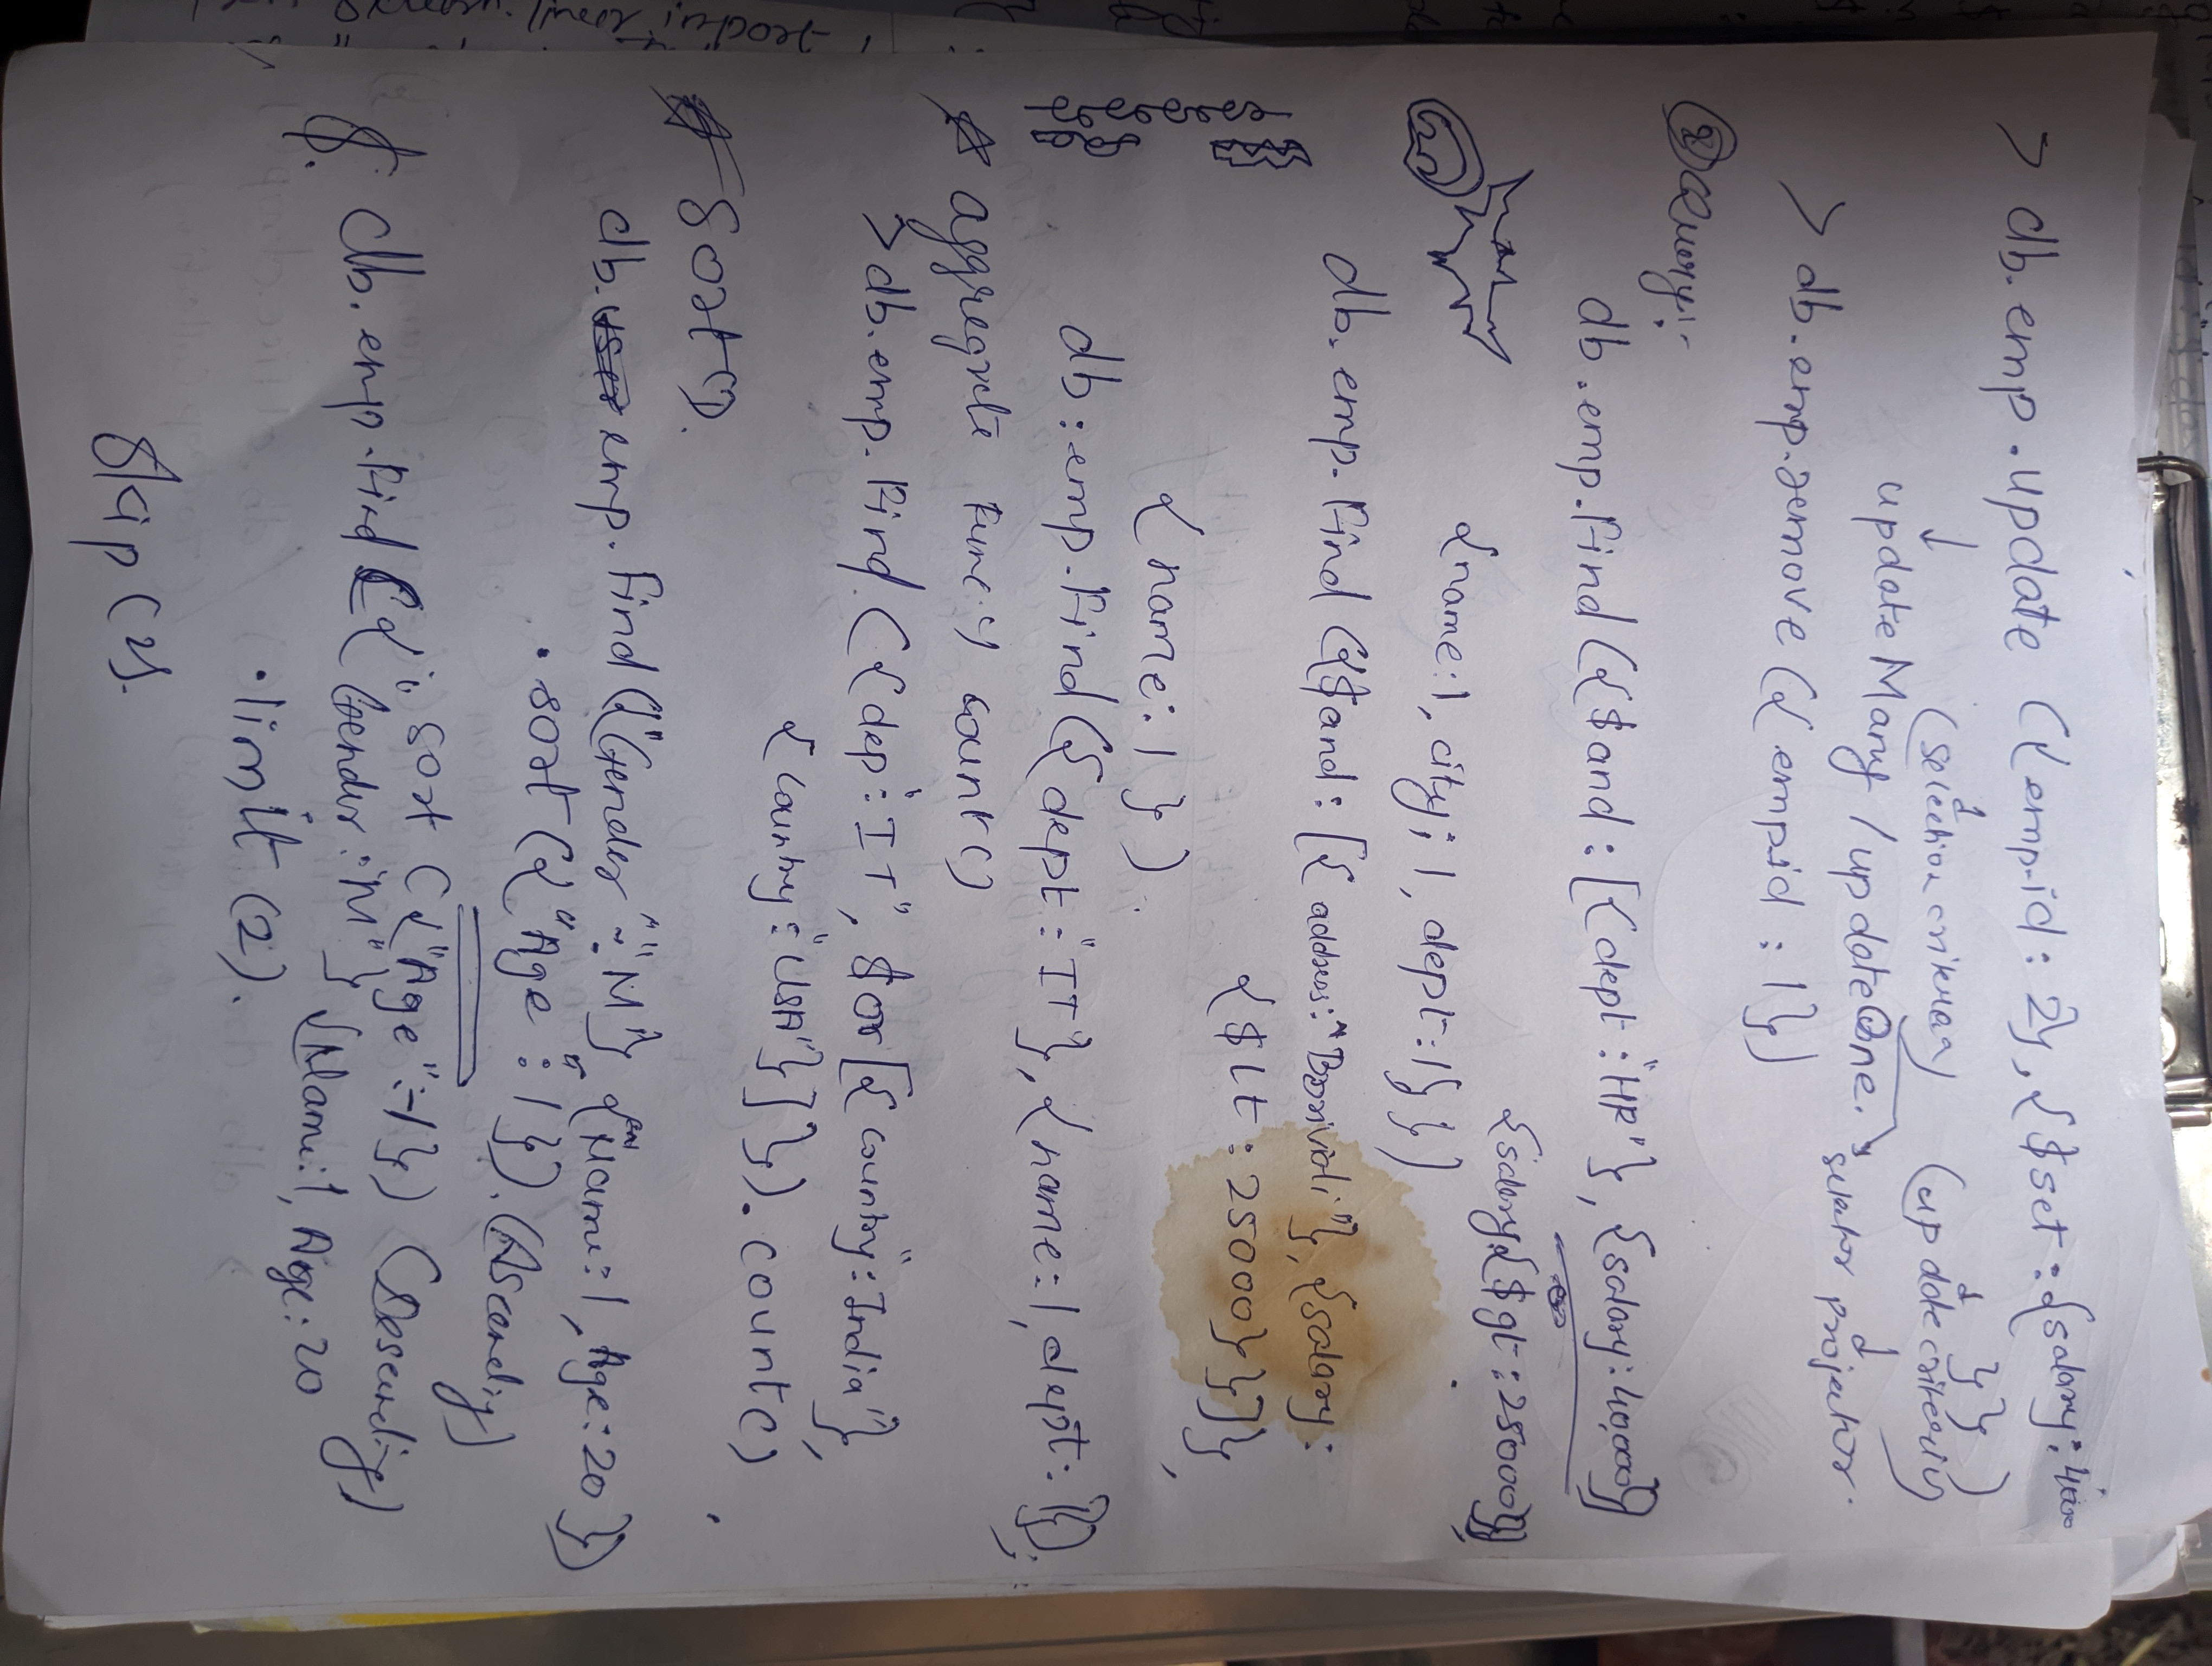 > db.emp.update ({empid: 2}, {$set: {salary: 4000
}} )
(selection criteria) (update criteria)
updateMany / updateOne. selector projector.
> db.emp.remove ({empid : 1})
Query:-
db.emp.find ({$and : [{dept: "HR"}, {salary: 40,000}]
{salary{$gt: 25000}]
{name:1, city: 1, dept: 1}})
db.emp.find ({$and: [{address: "Borivali"}, {salary:
{$Lt : 25000}}]},
{name: 1})
db.emp.find({dept: "IT"}, {name: 1, dept: 1})
aggregate Func. count()
>db.emp.find ({dep: "IT", $or [{country: "India"},
{country: "USA"}]}). count()
Sort().
db. emp.find ({"Gender": "M"}, {Name: 1, Age: 20})
. sort ({"Age": 1}). (Ascending)
sort ({"Age": -1}) (Descending)
db.emp.find({Gender: "M"} {Name: 1, Age: 20
.limit (2).
Skip (2).